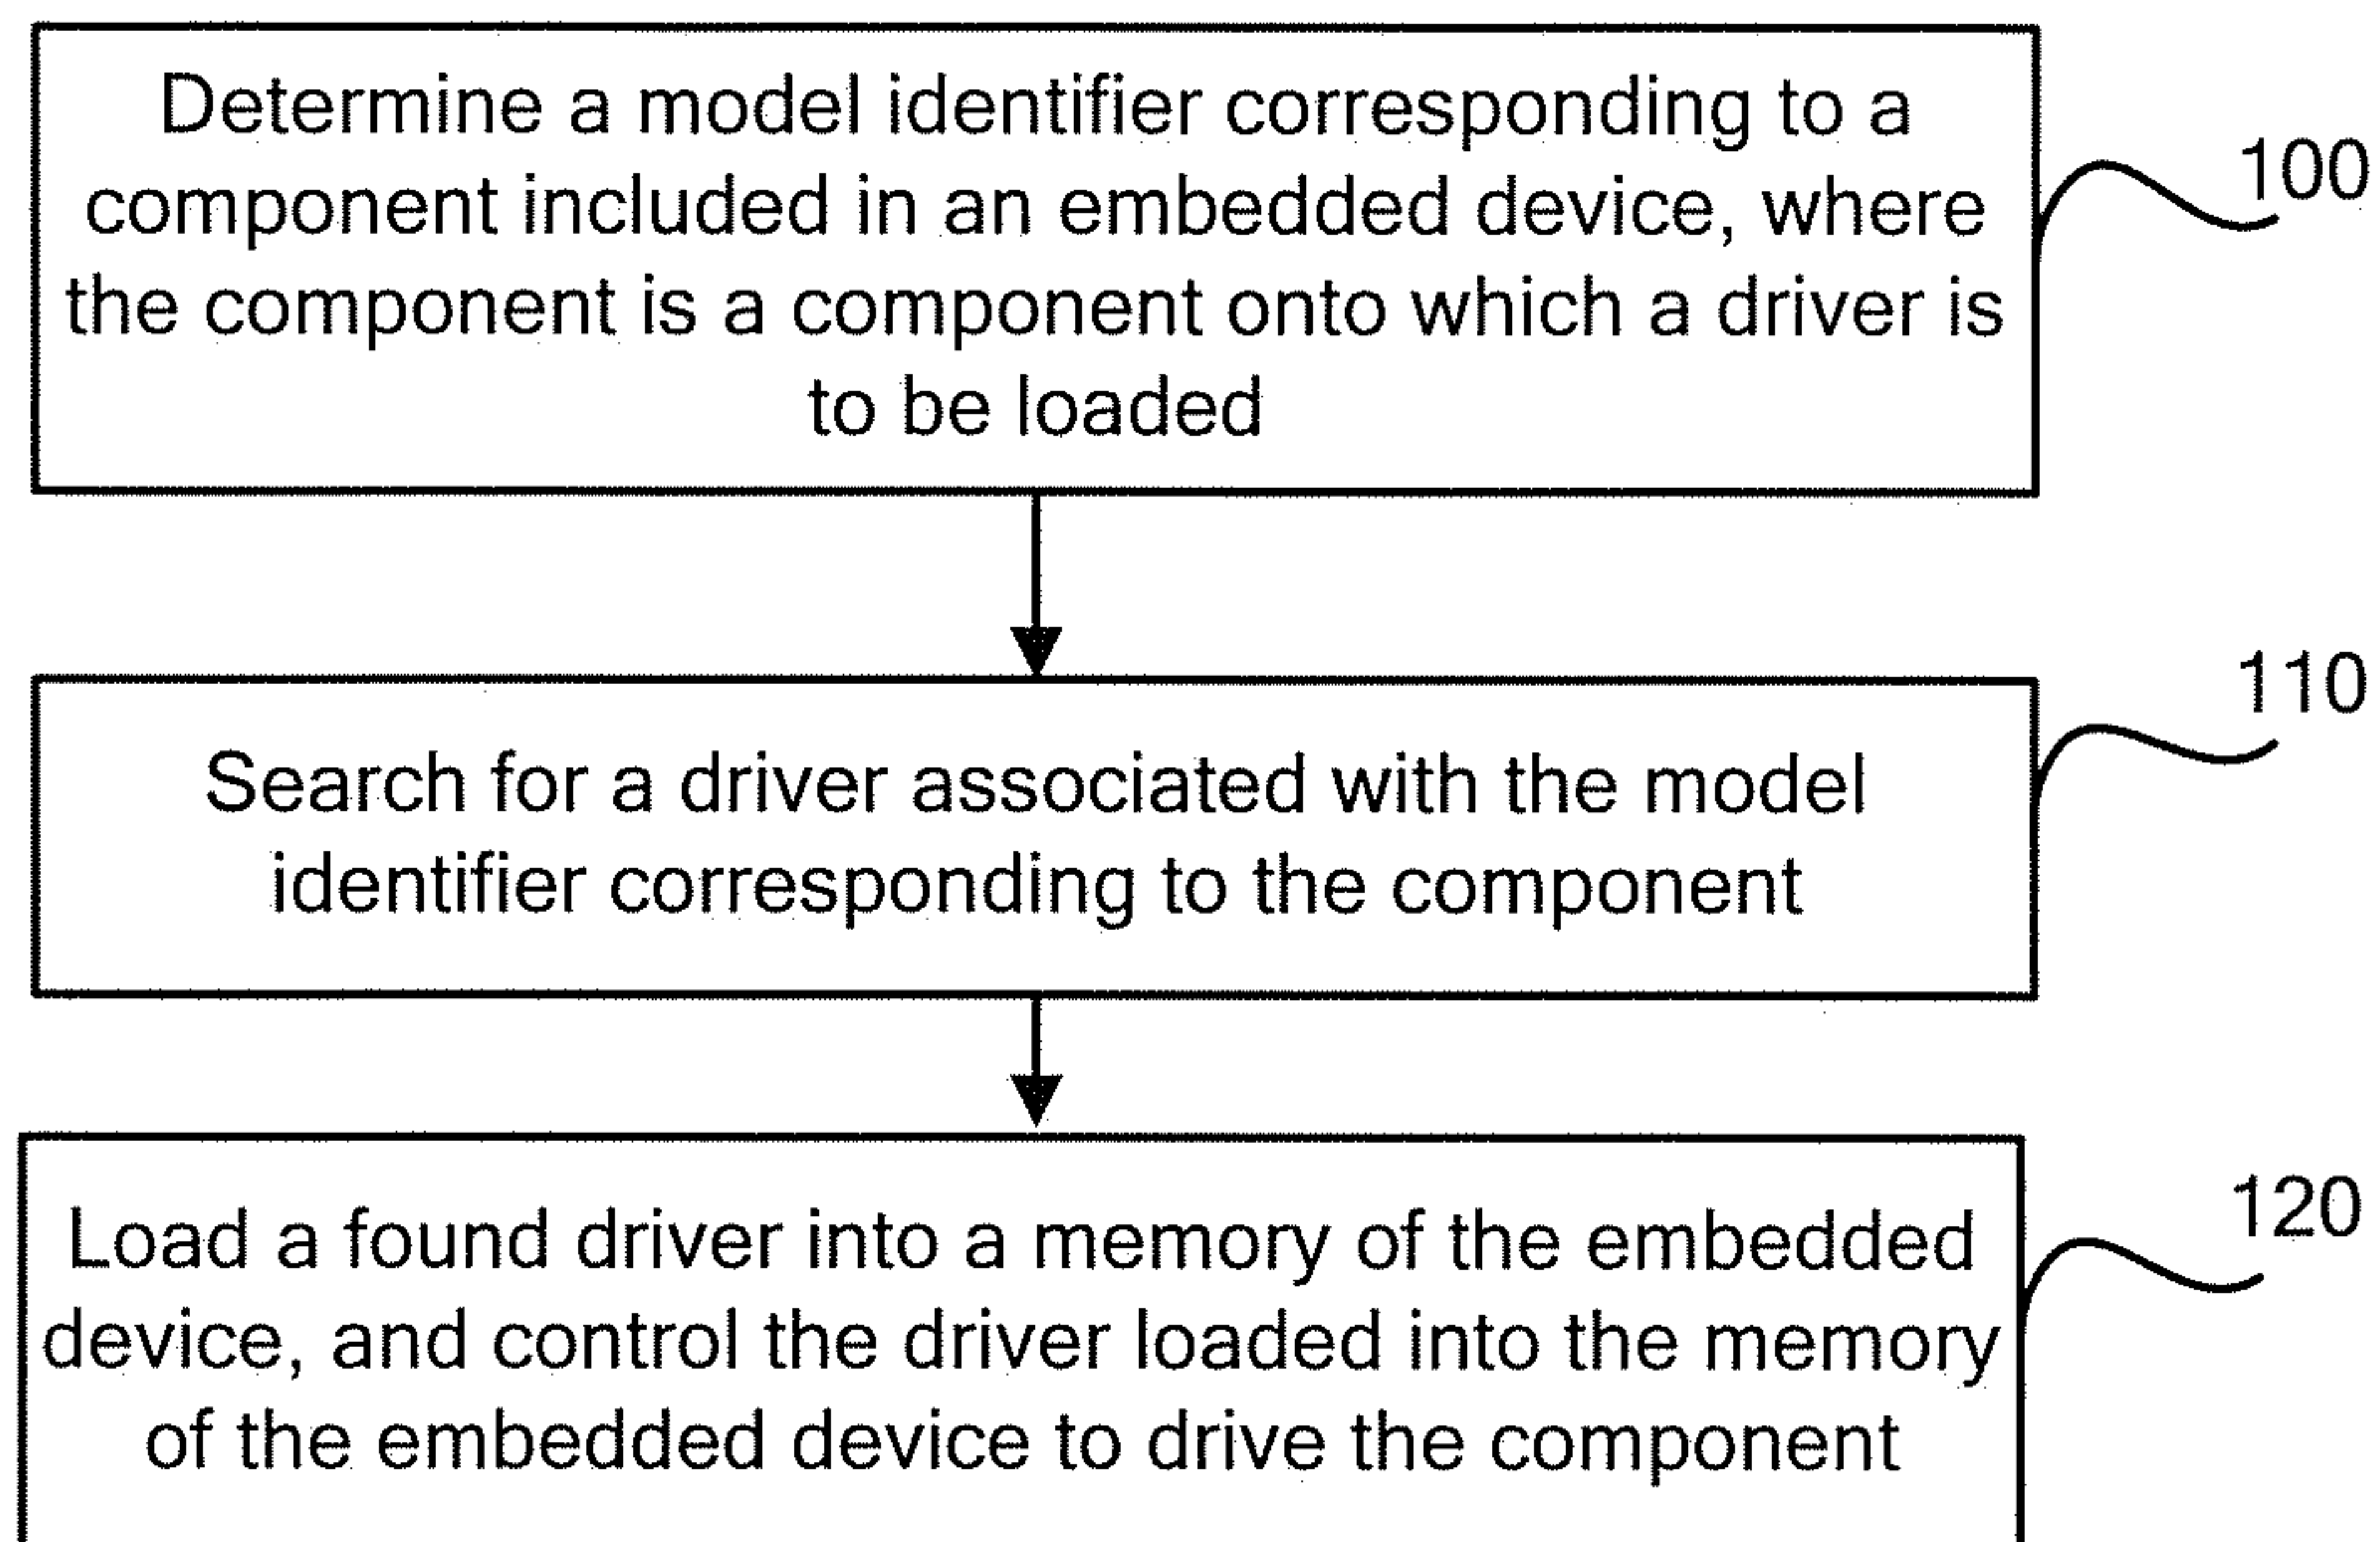 Determine a model identifier corresponding to a
component included in an embedded device, where
the component is a component onto which a driver is
to be loaded
100
Search for a driver associated with the model
identifier corresponding to the component
110
Load a found driver into a memory of the embedded
device, and control the driver loaded into the memory
of the embedded device to drive the component
120